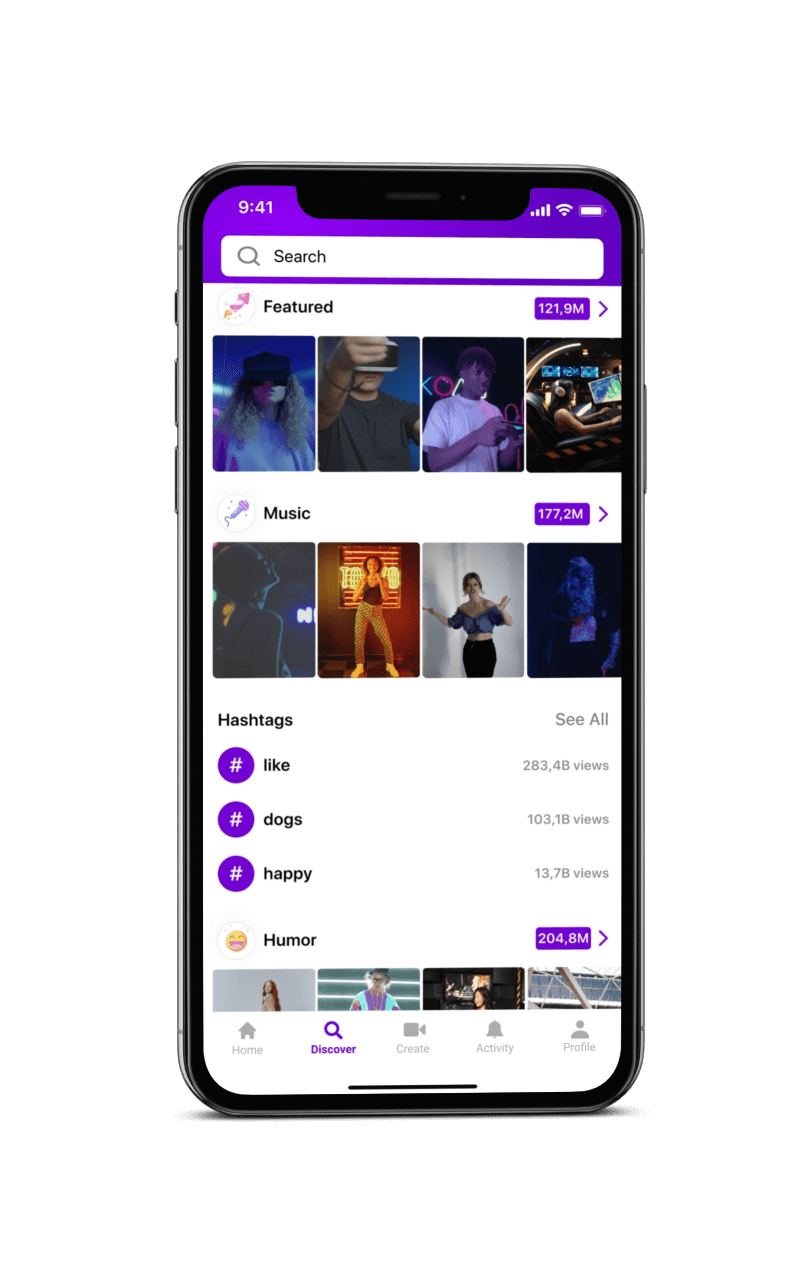 9:41
Search
Featured 121,9M
Music 177,2M
Hashtags See All
# like 283,4B views
# dogs 103,1B views
# happy 13,7B views
Humor 204,8M
Home Discover Create Activity Profile